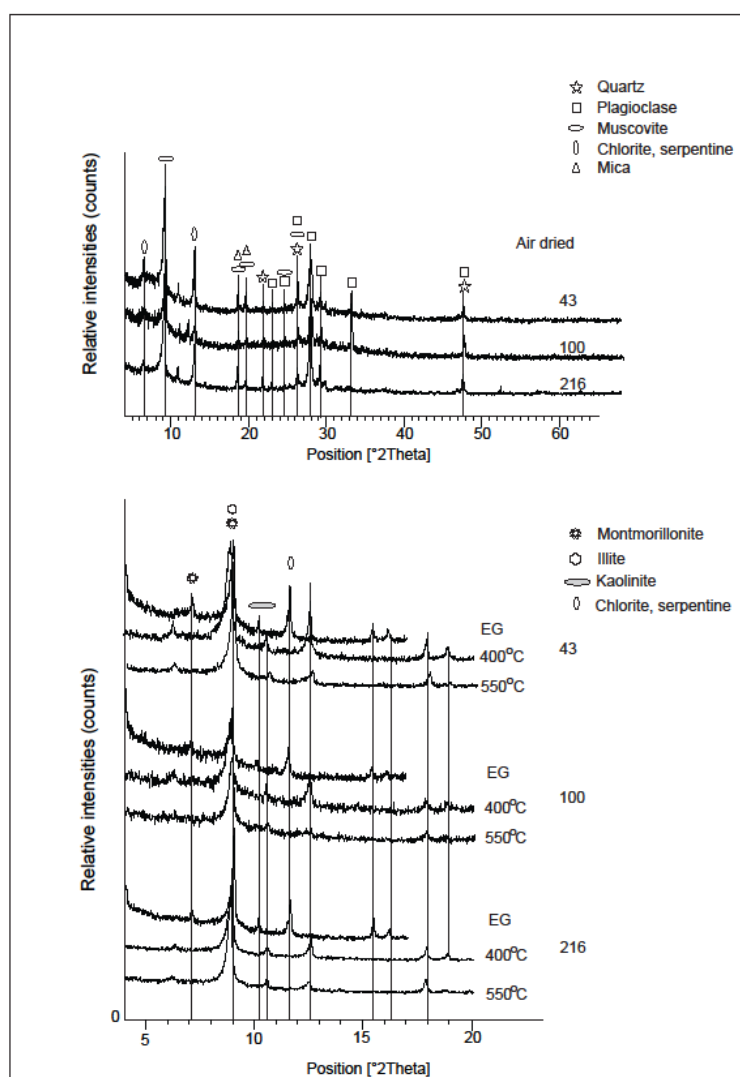 Quartz
Plagioclase
Muscovite
Chlorite, serpentine
Mica
Air dried
Relative intensities (counts)
43
100
216
10 20 30 40 50 60
Position [°2Theta]
Montmorillonite
Illite
Kaolinite
Chlorite, serpentine
Relative intensities (counts)
EG
400°C 43
550°C
EG
400°C 100
550°C
EG
400°C 216
550°C
0
5 10 15 20
Position [°2Theta]